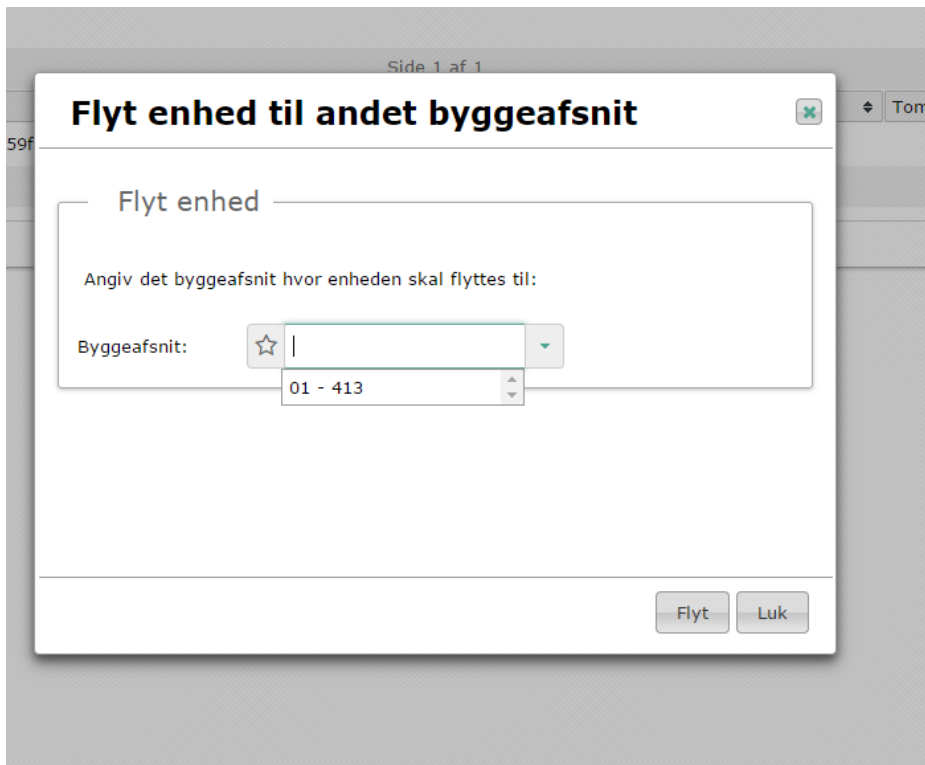 Side 1 af 1
Flyt enhed til andet byggeafsnit
Tom
59f
Flyt enhed
Angiv det byggeafsnit hvor enheden skal flyttes til:
Byggeafsnit:
01 - 413
Flyt Luk